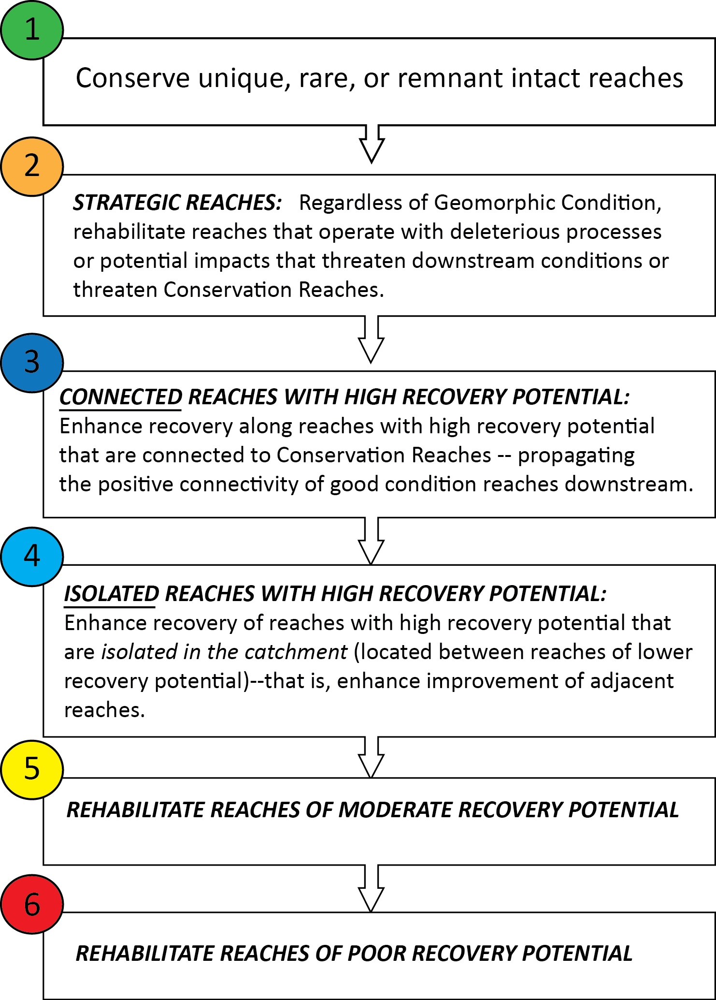 1
Conserve unique, rare, or remnant intact reaches
2
STRATEGIC REACHES: Regardless of Geomorphic Condition,
rehabilitate reaches that operate with deleterious processes
or potential impacts that threaten downstream conditions or
threaten Conservation Reaches.
3
CONNECTED REACHES WITH HIGH RECOVERY POTENTIAL:
Enhance recovery along reaches with high recovery potential
that are connected to Conservation Reaches -- propagating
the positive connectivity of good condition reaches downstream.
4
ISOLATED REACHES WITH HIGH RECOVERY POTENTIAL:
Enhance recovery of reaches with high recovery potential that
are isolated in the catchment (located between reaches of lower
recovery potential)--that is, enhance improvement of adjacent
reaches.
5
REHABILITATE REACHES OF MODERATE RECOVERY POTENTIAL
6
REHABILITATE REACHES OF POOR RECOVERY POTENTIAL